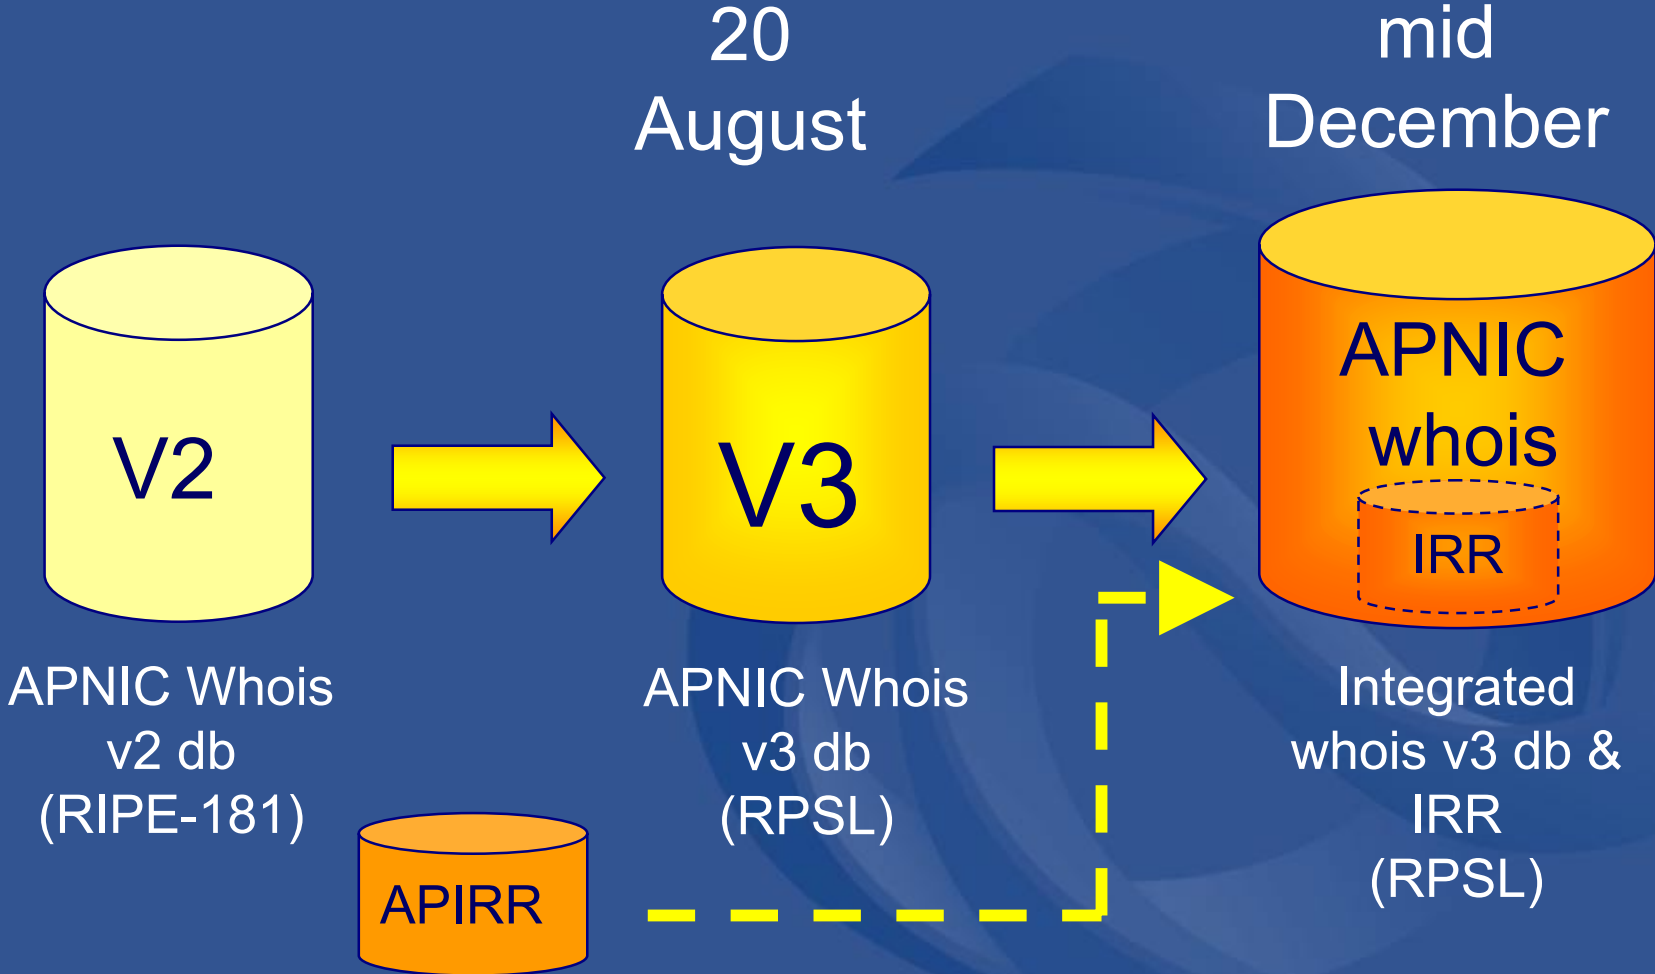 20
August
mid
December
V2
V3
APNIC
whois
IRR
APNIC Whois
v2 db
(RIPE-181)
APNIC Whois
v3 db
(RPSL)
Integrated
whois v3 db &
IRR
(RPSL)
APIRR